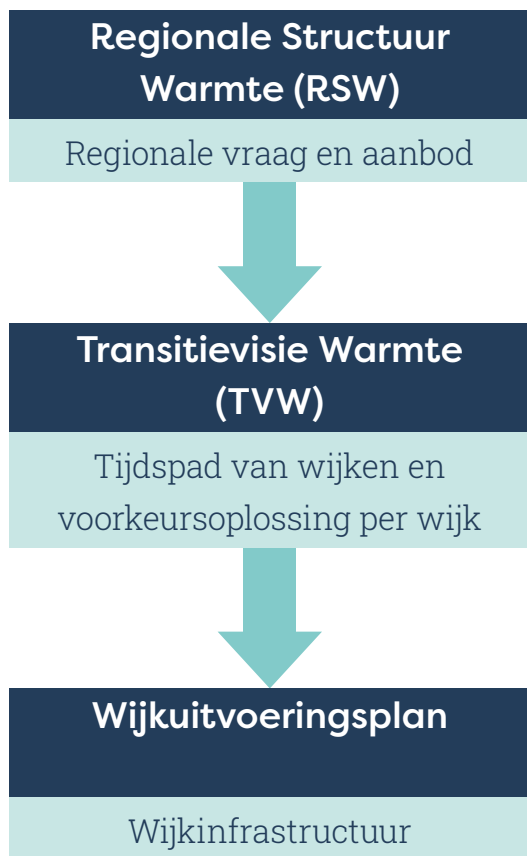 Regionale Structuur
Warmte (RSW)
Regionale vraag en aanbod
Transitievisie Warmte
(TVW)
Tijdspad van wijken en
voorkeursoplossing per wijk
Wijkuitvoeringsplan
Wijkinfrastructuur